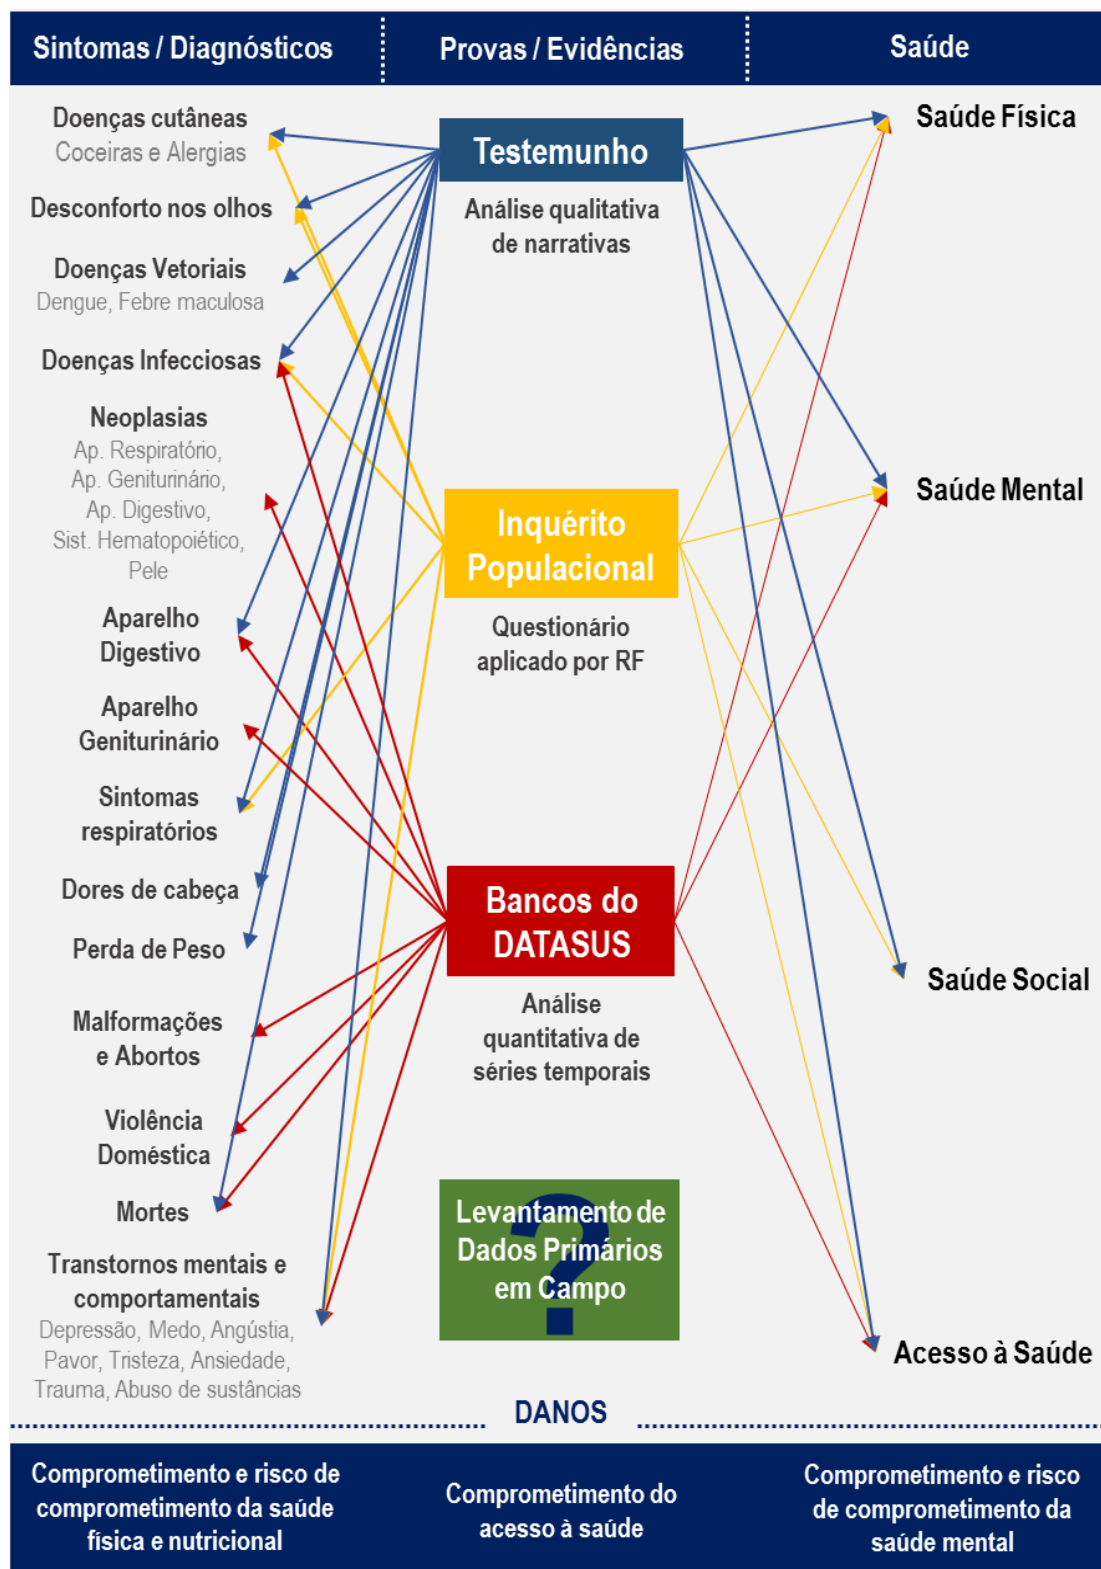 Sintomas / Diagnósticos
Provas / Evidências
Saúde
Doenças cutâneas
Coceiras e Alergias
Desconforto nos olhos
Doenças Vetoriais
Dengue, Febre maculosa
Doenças Infecciosas
Neoplasias
Ap. Respiratório,
Ap. Geniturinário,
Ap. Digestivo,
Sist. Hematopoiético,
Pele
Aparelho
Digestivo
Aparelho
Geniturinário
Sintomas
respiratórios
Dores de cabeça
Perda de Peso
Malformações
e Abortos
Violência
Doméstica
Mortes
Transtornos mentais e
comportamentais
Depressão, Medo, Angústia,
Pavor, Tristeza, Ansiedade,
Trauma, Abuso de sustâncias
Testemunho
Análise qualitativa
de narrativas
Inquérito
Populacional
Questionário
aplicado por RF
Bancos do
DATASUS
Análise
quantitativa de
séries temporais
?
Levantamento de
Dados Primários
em Campo
Saúde Física
Saúde Mental
Saúde Social
Acesso à Saúde
DANOS
Comprometimento e risco de
comprometimento da saúde
física e nutricional
Comprometimento do
acesso à saúde
Comprometimento e risco
de comprometimento da
saúde mental